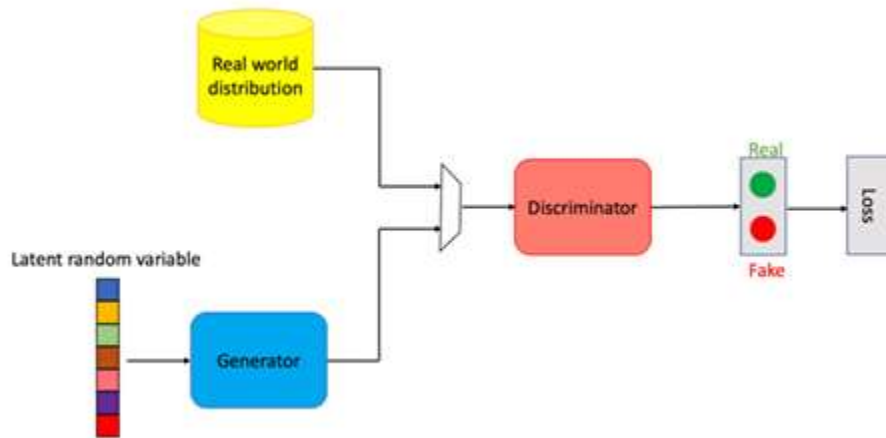 Real world
distribution
Real
Discriminator
Loss
Fake
Latent random variable
Generator